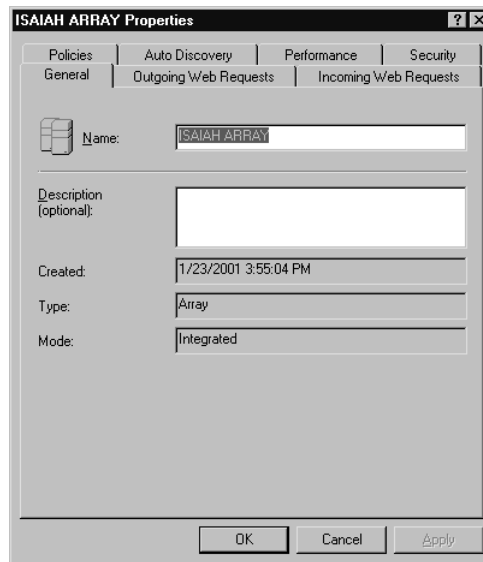 ISAIAH ARRAY Properties
Policies Auto Discovery Performance Security
General Outgoing Web Requests Incoming Web Requests
Name: ISAIAH ARRAY
Description
(optional):
Created: 1/23/2001 3:55:04 PM
Type: Array
Mode: Integrated
OK Cancel Apply